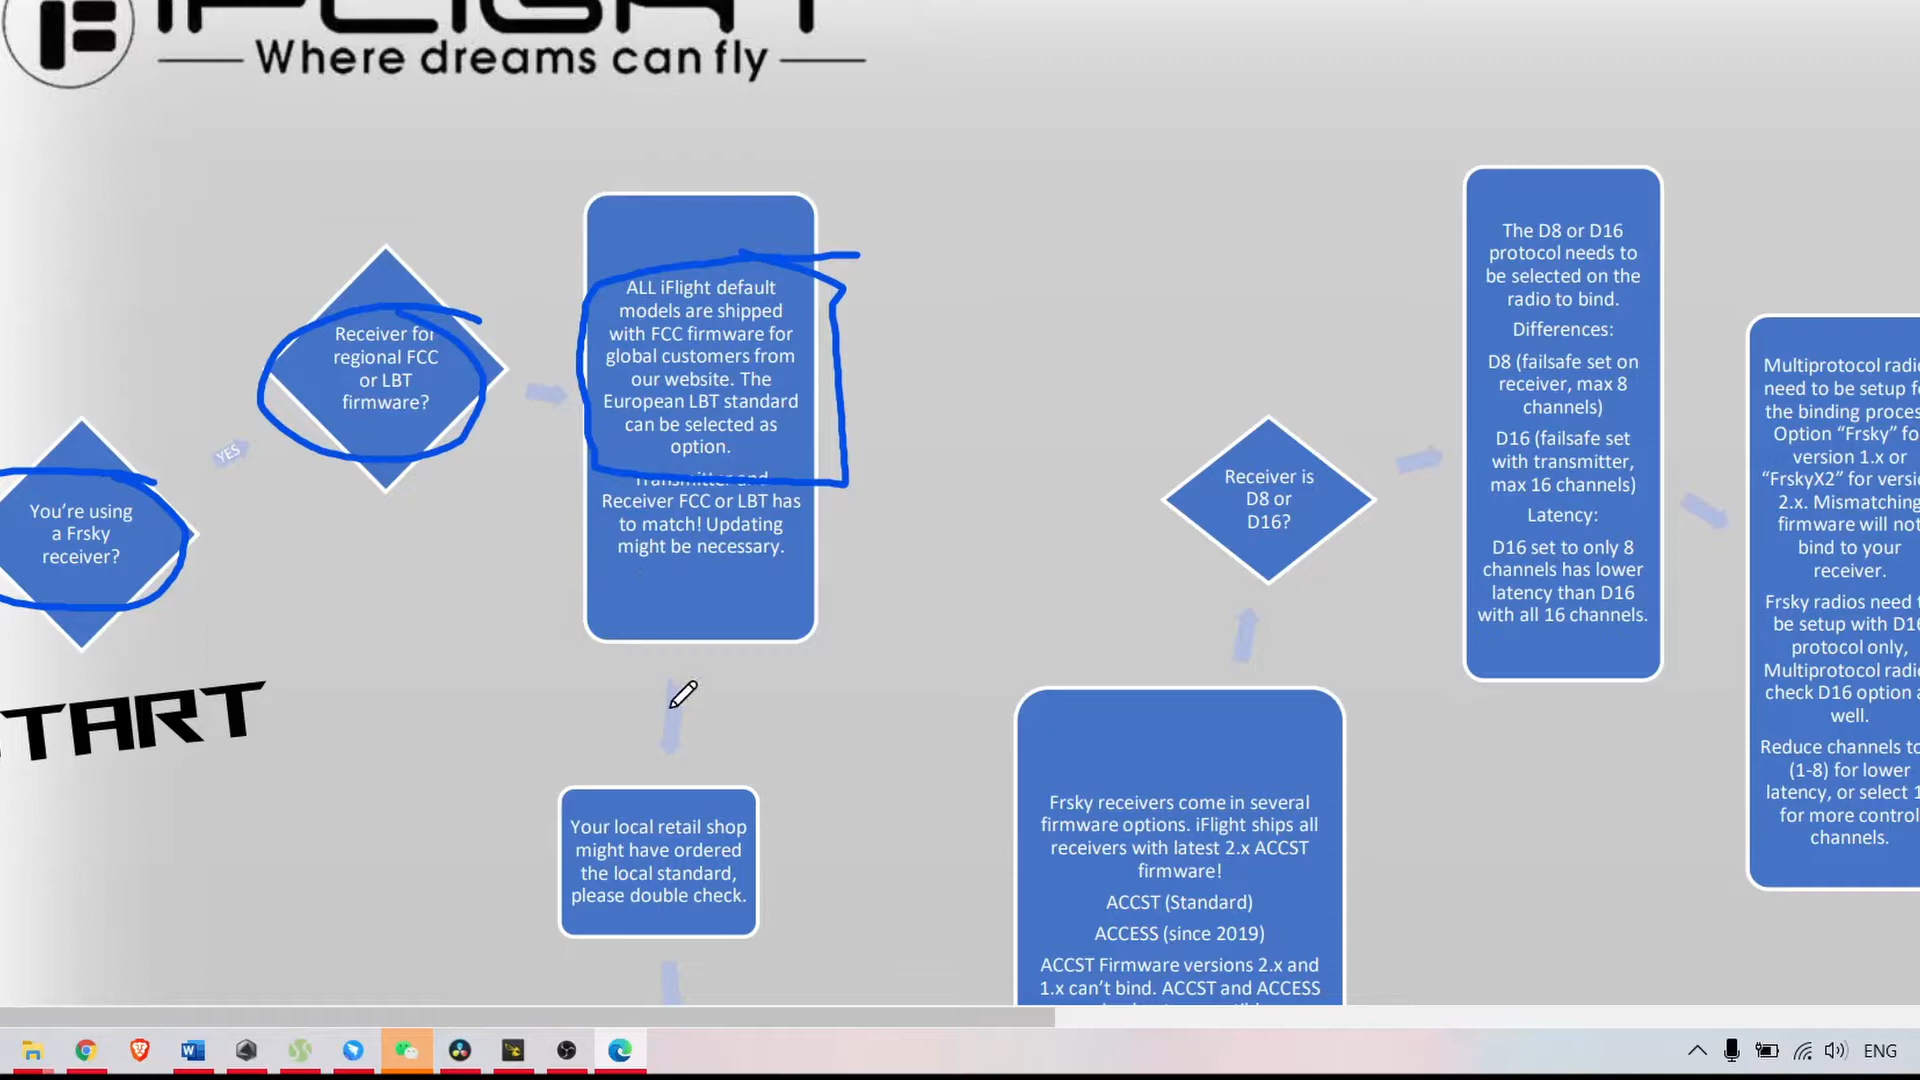 iFLIGHT
Where dreams can fly
You're using
a Frsky
receiver?
YES
Receiver for
regional FCC
or LBT
firmware?
ALL iFlight default
models are shipped
with FCC firmware for
global customers from
our website. The
European LBT standard
can be selected as
option.
Transmitter and
Receiver FCC or LBT has
to match! Updating
might be necessary.
TART
Your local retail shop
might have ordered
the local standard,
please double check.
Frsky receivers come in several
firmware options. iFlight ships all
receivers with latest 2.x ACCST
firmware!
ACCST (Standard)
ACCESS (since 2019)
ACCST Firmware versions 2.x and
1.x can't bind. ACCST and ACCESS
Receiver is
D8 or
D16?
The D8 or D16
protocol needs to
be selected on the
radio to bind.
Differences:
D8 (failsafe set on
receiver, max 8
channels)
D16 (failsafe set
with transmitter,
max 16 channels)
Latency:
D16 set to only 8
channels has lower
latency than D16
with all 16 channels.
Multiprotocol radio
need to be setup fo
the binding proces
Option “Frsky” fo
version 1.x or
“FrskyX2” for versio
2.x. Mismatching
firmware will not
bind to your
receiver.
Frsky radios need t
be setup with D16
protocol only,
Multiprotocol radio
check D16 option a
well.
Reduce channels to
(1-8) for lower
latency, or select 1
for more control
channels.
ENG